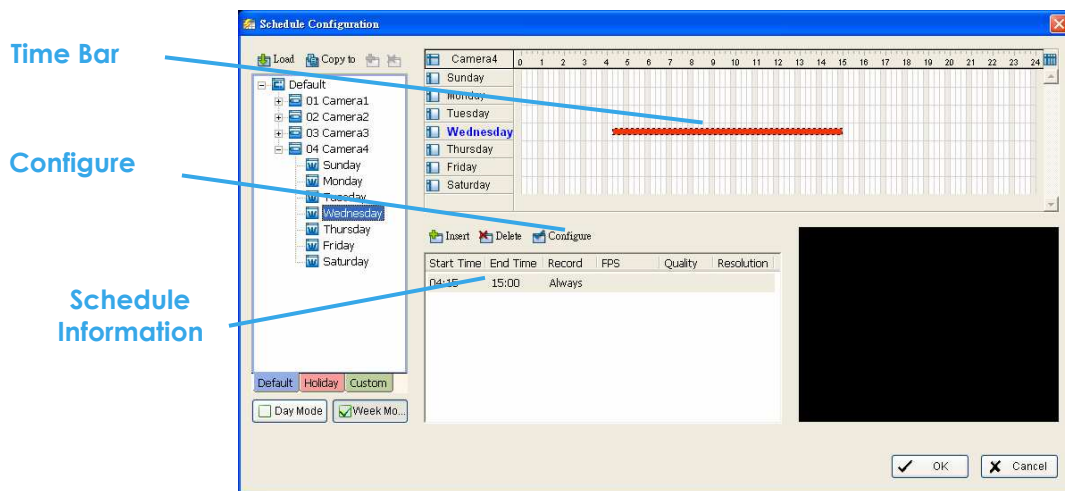 Schedule Configuration
Time Bar
Configure
Schedule
Information
Load Copy to
Default
01 Camera1
02 Camera2
03 Camera3
04 Camera4
Sunday
Monday
Tuesday
Wednesday
Thursday
Friday
Saturday
Default Holiday Custom
Day Mode Week Mo...
Camera4 0 1 2 3 4 5 6 7 8 9 10 11 12 13 14 15 16 17 18 19 20 21 22 23 24
Sunday
Monday
Tuesday
Wednesday
Thursday
Friday
Saturday
Insert Delete Configure
Start Time End Time Record FPS Quality Resolution
04:15 15:00 Always
OK Cancel